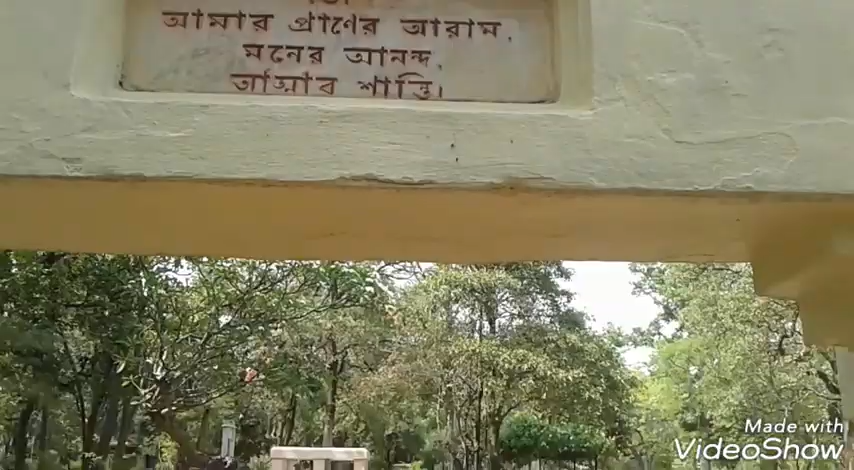 আমার প্রাণের আরাম,
মনের আনন্দ,
আত্মার শান্তি।
Made with
VideoShow